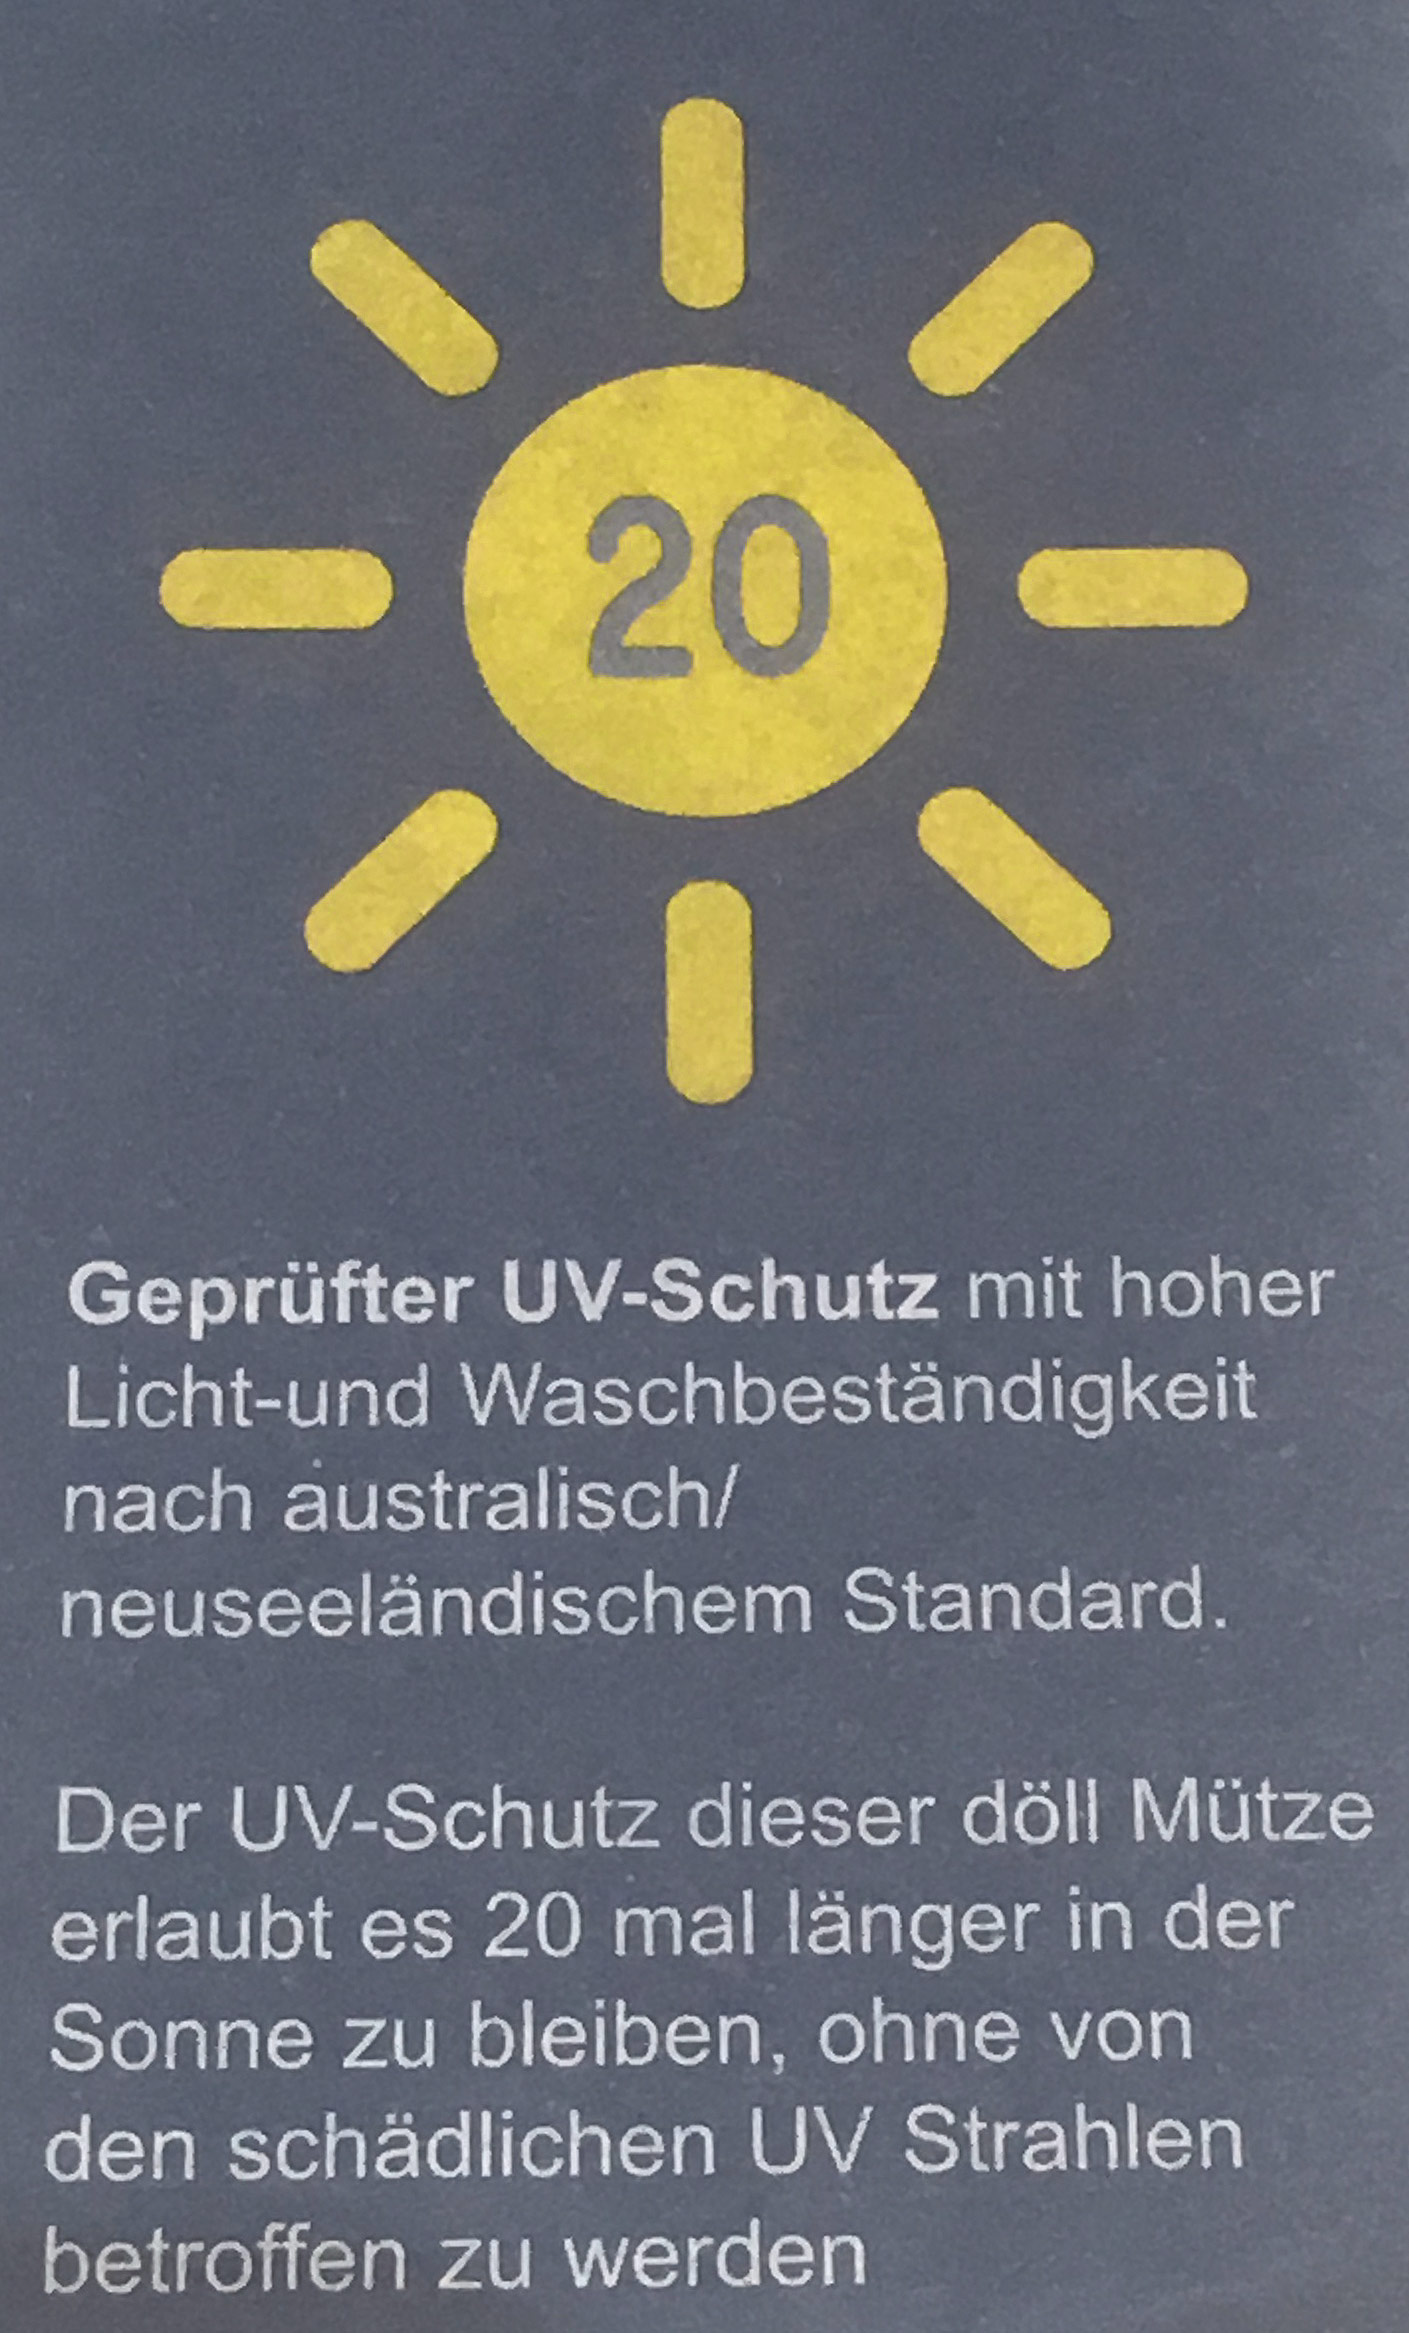 20
Geprüfter UV-Schutz mit hoher
Licht-und Waschbeständigkeit
nach australisch/
neuseeländischem Standard.
Der UV-Schutz dieser döll Mütze
erlaubt es 20 mal länger in der
Sonne zu bleiben, ohne von
den schädlichen UV Strahlen
betroffen zu werden